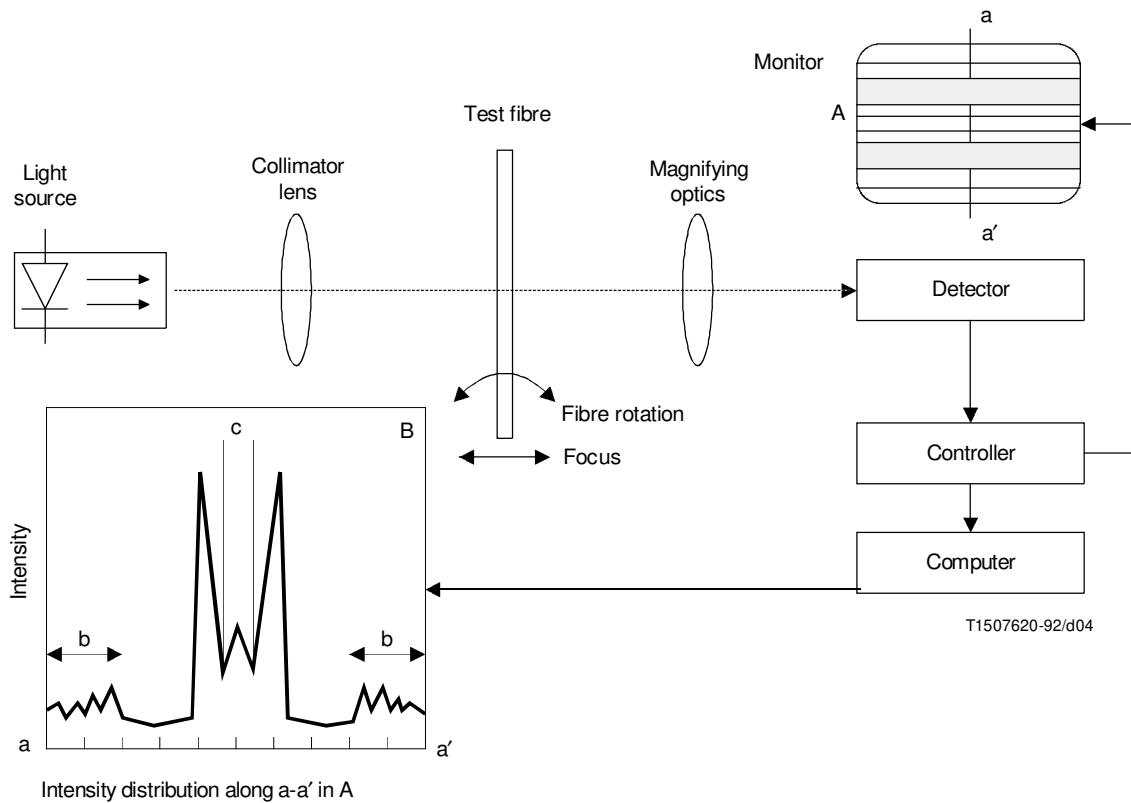 a
Monitor
A
a′
Test fibre
Collimator
lens
Magnifying
optics
Light
source
Detector
Fibre rotation
Focus
Controller
Computer
T1507620-92/d04
c
B
Intensity
b
b
a
a′
Intensity distribution along a-a′ in A